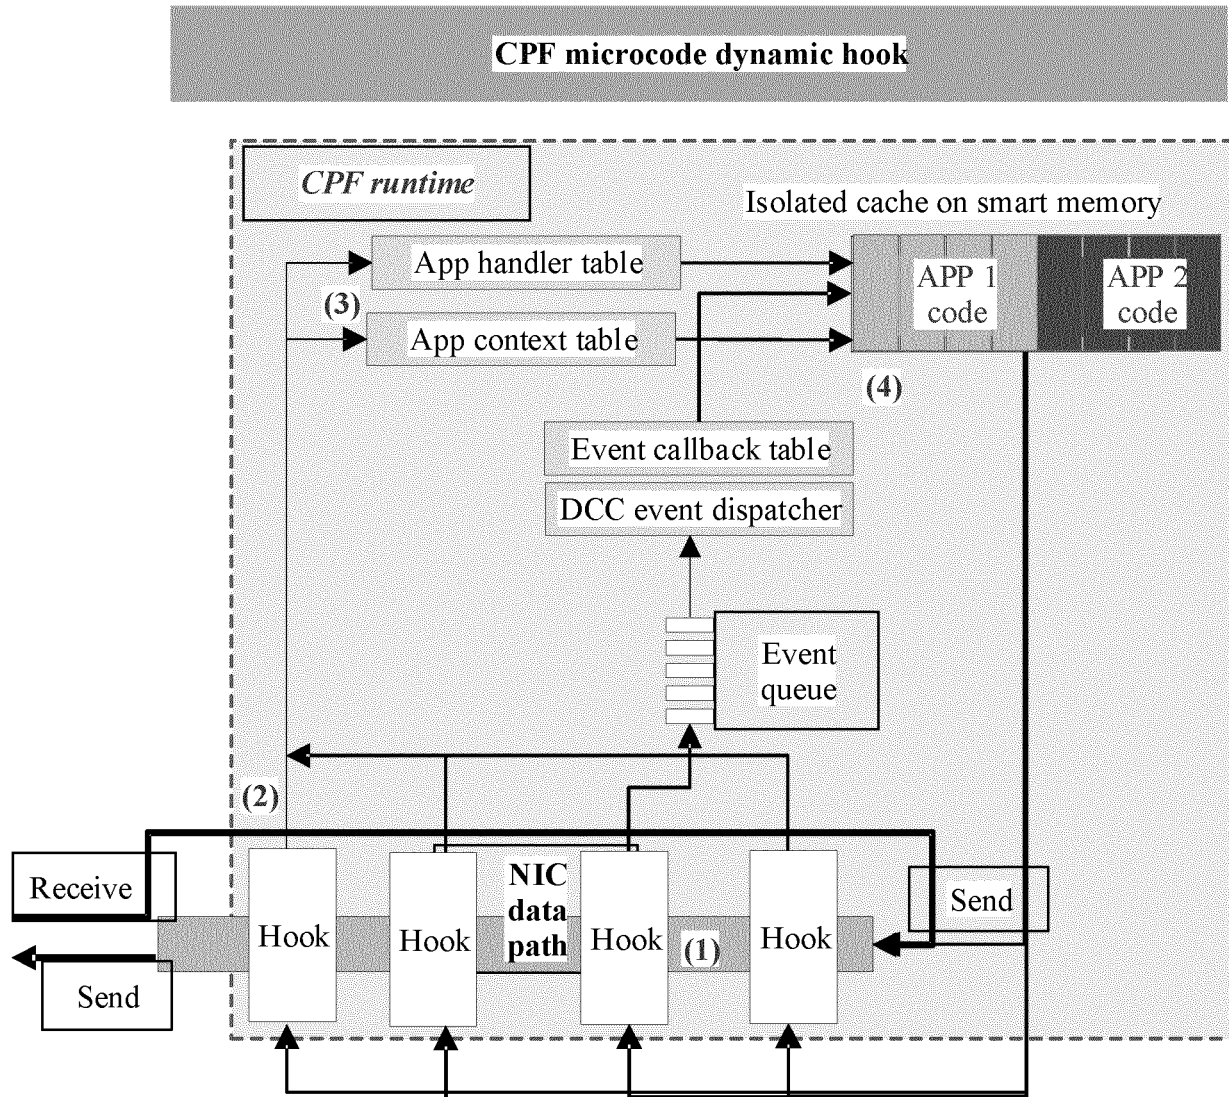 CPF microcode dynamic hook
CPF runtime
Isolated cache on smart memory
App handler table
APP 1
code
APP 2
code
(3)
App context table
(4)
Event callback table
DCC event dispatcher
Event
queue
(2)
Receive
NIC
data
path
Send
Hook
Hook
Hook
(1)
Hook
Send